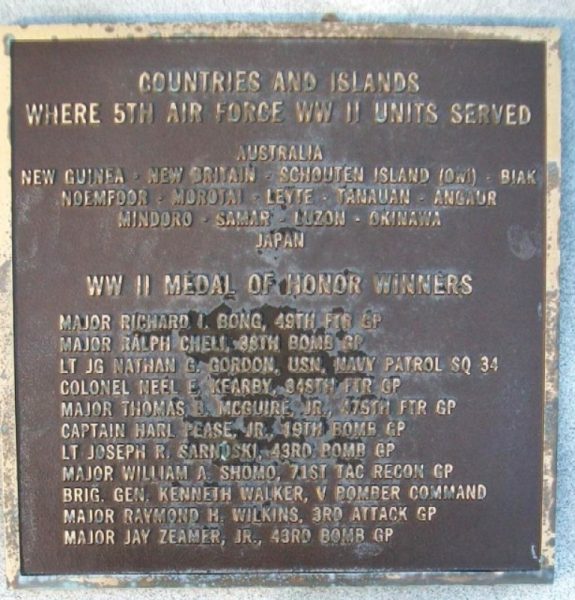 COUNTRIES AND ISLANDS
WHERE 5TH AIR FORCE WW II UNITS SERVED
AUSTRALIA
NEW GUINEA - NEW BRITAIN - SCHOUTEN ISLAND (OWI) - BIAK
NOEMFOOR - MOROTAI - LEYTE - TANAUAN - ANGAUR
MINDORO - SAMAR - LUZON - OKINAWA
JAPAN
WW II MEDAL OF HONOR WINNERS
MAJOR RICHARD I. BONG, 49TH FTR GP
MAJOR RALPH CHELI, 38TH BOMB GP
LT JG NATHAN G. GORDON, USN, NAVY PATROL SQ 34
COLONEL NEEL E. KEARBY, 348TH FTR GP
MAJOR THOMAS B. MCGUIRE, JR., 475TH FTR GP
CAPTAIN HARL PEASE, JR., 19TH BOMB GP
LT JOSEPH R. SARNOSKI, 43RD BOMB GP
MAJOR WILLIAM A. SHOMO, 71ST TAC RECON GP
BRIG. GEN. KENNETH WALKER, V BOMBER COMMAND
MAJOR RAYMOND H. WILKINS, 3RD ATTACK GP
MAJOR JAY ZEAMER, JR., 43RD BOMB GP